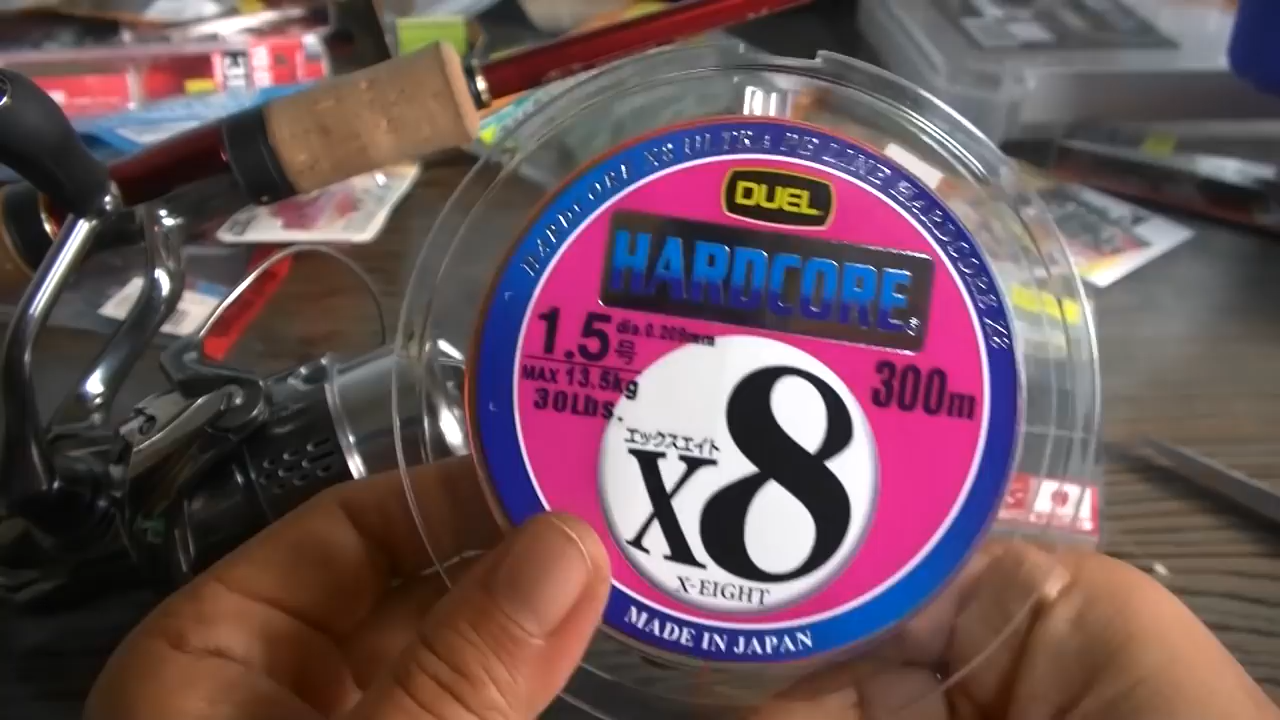 HARDCORE X8 ULTRA PE LINE HARDCORE X8
DUEL
HARDCORE®
1.5号 dia.0.209mm
MAX 13.5kg
30Lbs.
300m
エックスエイト
X8
X-EIGHT
MADE IN JAPAN